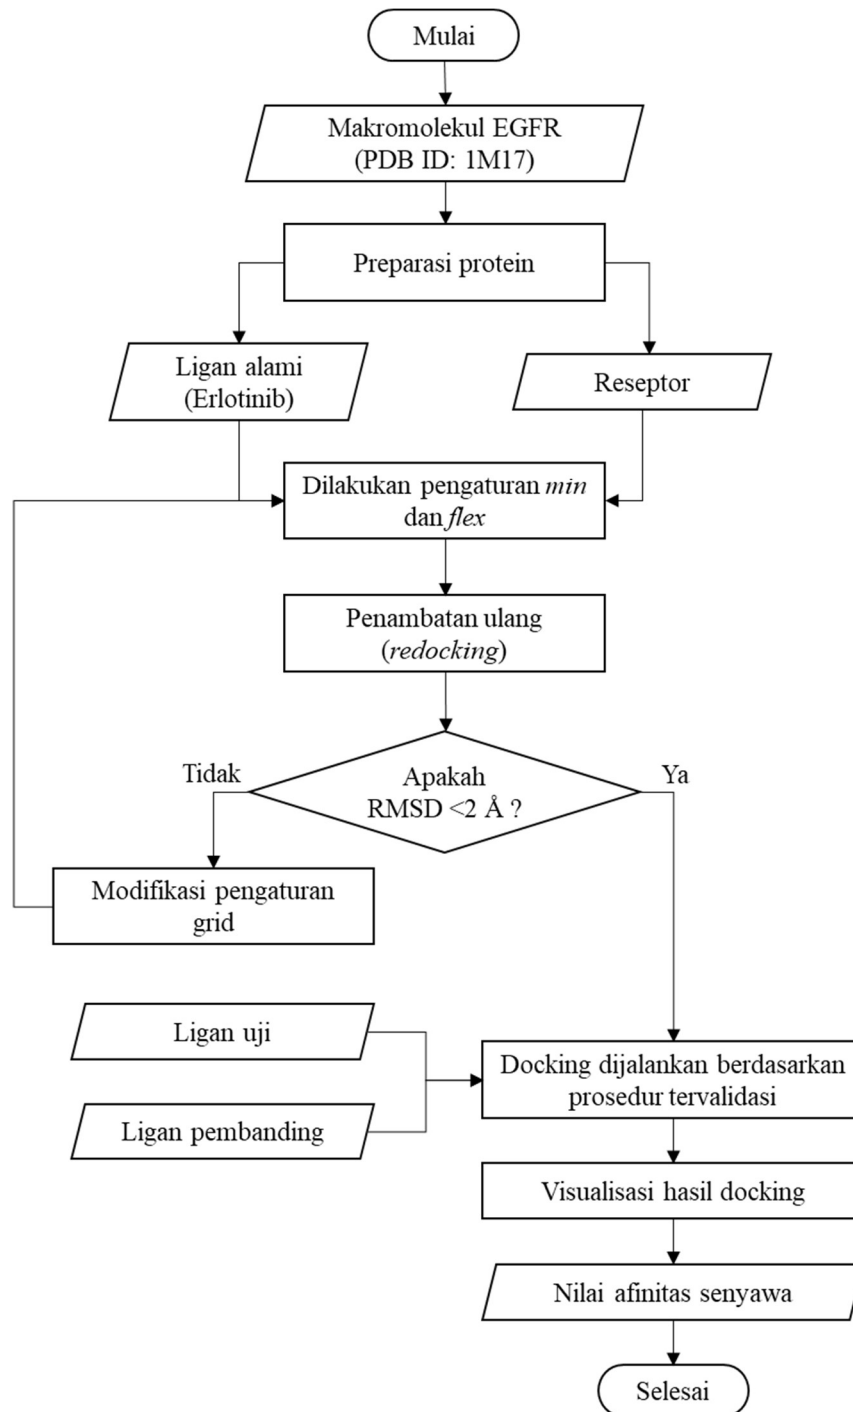 Mulai
Makromolekul EGFR
(PDB ID: 1M17)
Preparasi protein
Ligan alami
(Erlotinib)
Reseptor
Dilakukan pengaturan min
dan flex
Penambatan ulang
(redocking)
Tidak
Apakah
RMSD <2 Å ?
Ya
Modifikasi pengaturan
grid
Ligan uji
Ligan pembanding
Docking dijalankan berdasarkan
prosedur tervalidasi
Visualisasi hasil docking
Nilai afinitas senyawa
Selesai